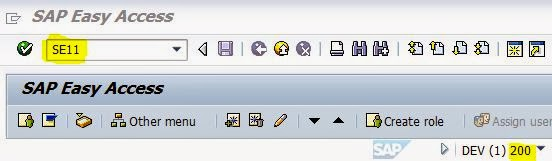 SAP Easy Access
SE11
SAP Easy Access
Other menu Create role Assign user
SAP DEV (1) 200